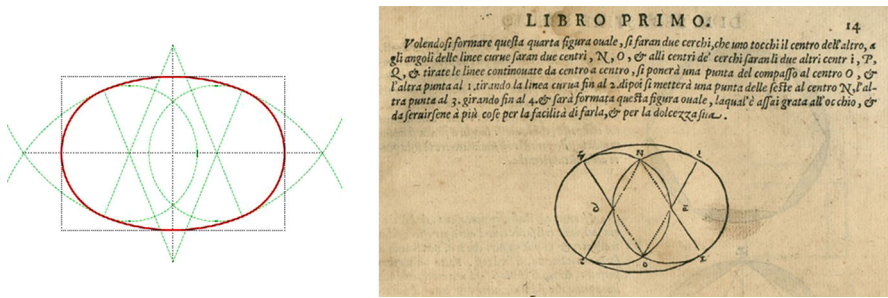 LIBRO PRIMO. 14
Volendosi formare questa quarta figura ouale, si faran due cerchi, che uno tocchi il centro dell'altro, a
gli angoli delle linee curue saran due centri, N, O, & alli centri de' cerchi saran li due altri centri, P,
Q, & tirate le linee continouate da centro a centro, si ponerà una punta del compasso al centro O, &
l'altra punta al 1, tirando la linea curua fin al 2. dipoi si metterà una punta delle seste al centro N, l'al-
tra punta al 3. girando fin al 4. & sarà formata questa figura ouale, laqual'è assai grata all'occhio, &
da seruirsene à più cose per la facilità di farla, & per la dolcezza sua.
4 N
O